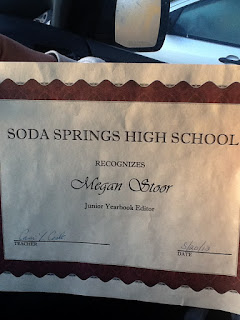 SODA SPRINGS HIGH SCHOOL
RECOGNIZES
Megan Stoor
Junior Yearbook Editor
TEACHER
DATE